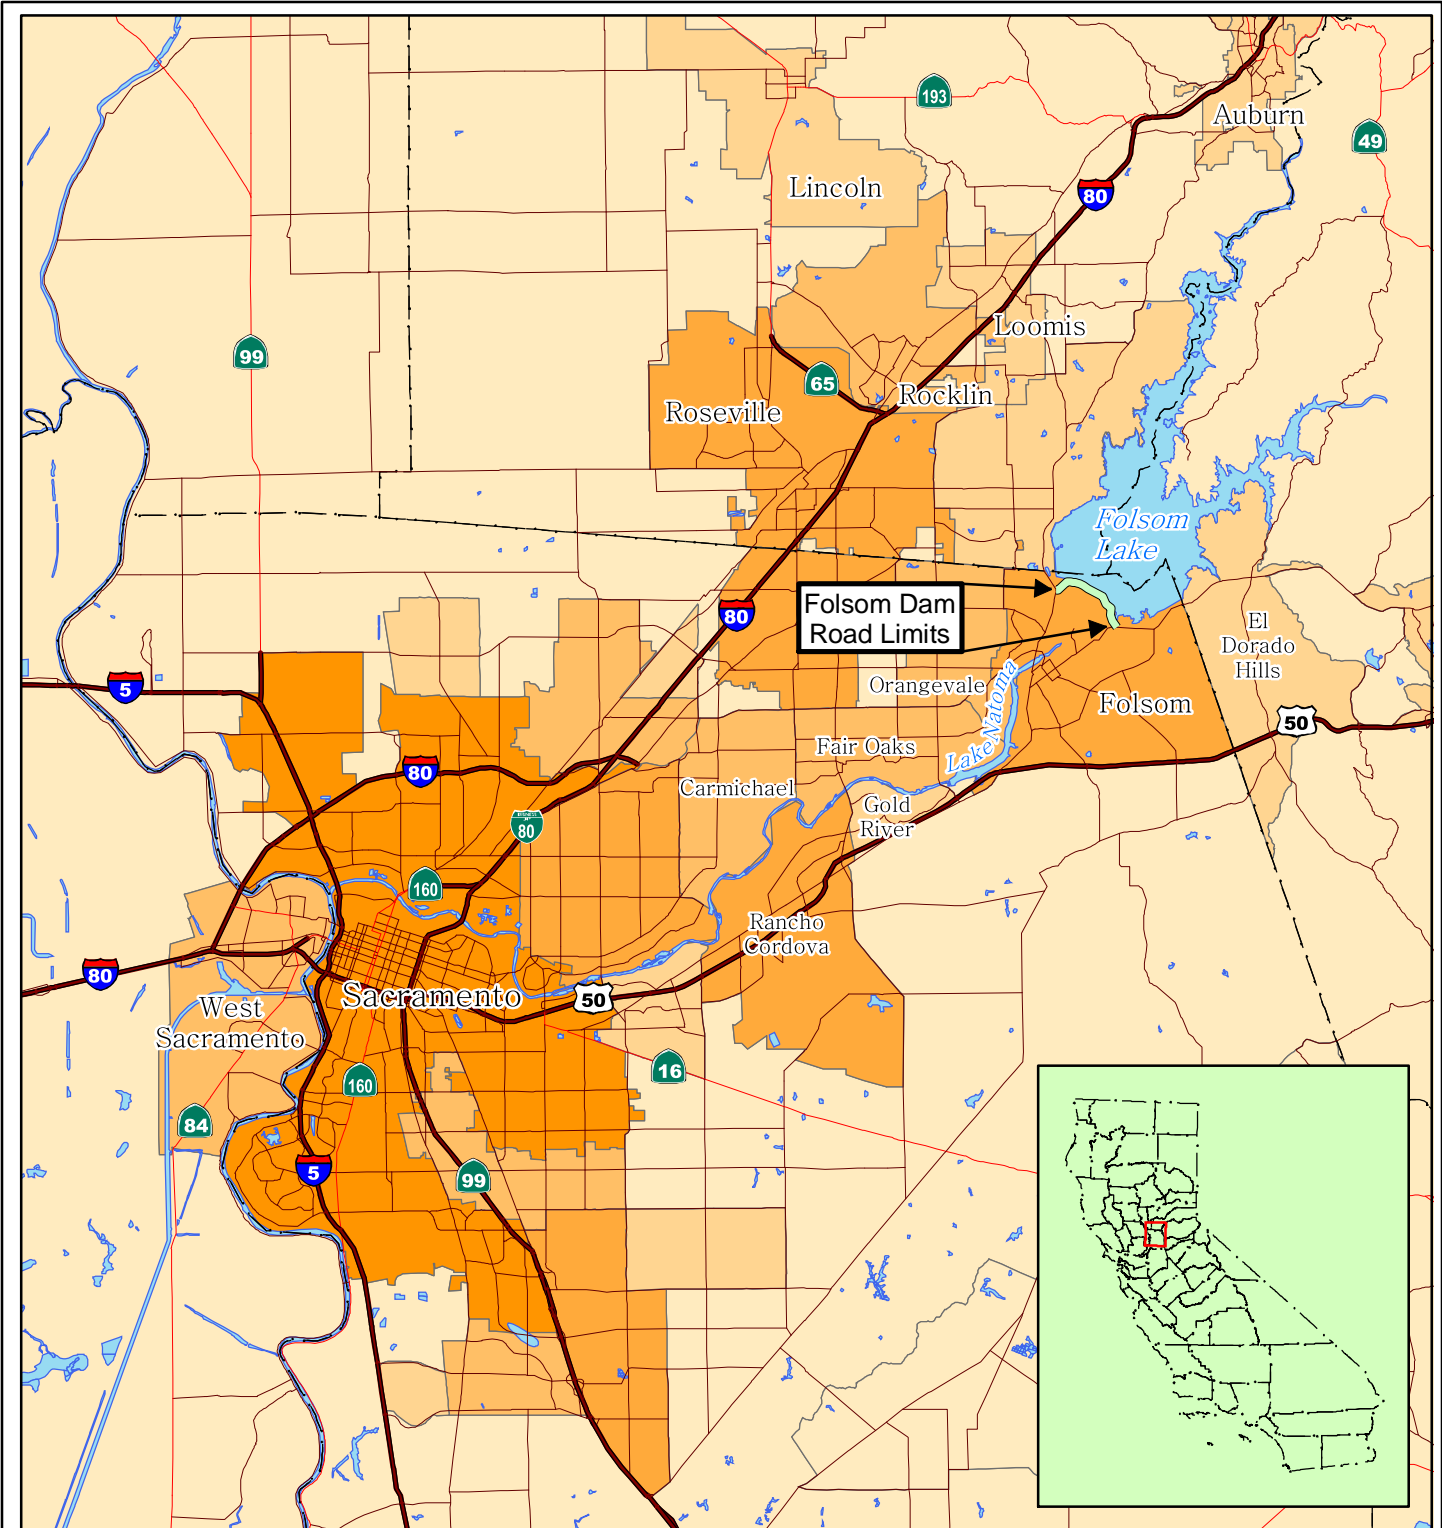 193
Auburn
49
Lincoln
80
Loomis
99
65
Rocklin
Roseville
Folsom
Lake
Folsom Dam
Road Limits
80
El
Dorado
Hills
5
Orangevale
Lake Natoma
Folsom
50
Fair Oaks
80
Carmichael
Gold
River
80
160
Rancho
Cordova
80
Sacramento
50
West
Sacramento
16
160
84
5
99